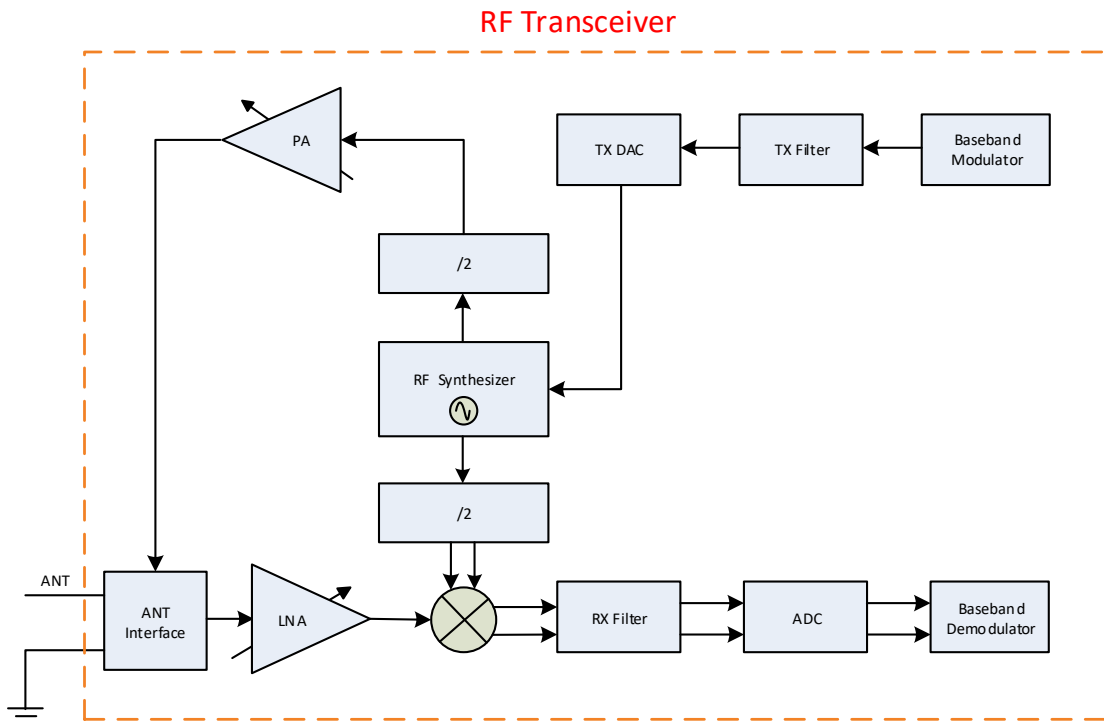 RF Transceiver
PA
TX DAC
TX Filter
Baseband
Modulator
/2
RF Synthesizer
/2
ANT
ANT
Interface
LNA
RX Filter
ADC
Baseband
Demodulator